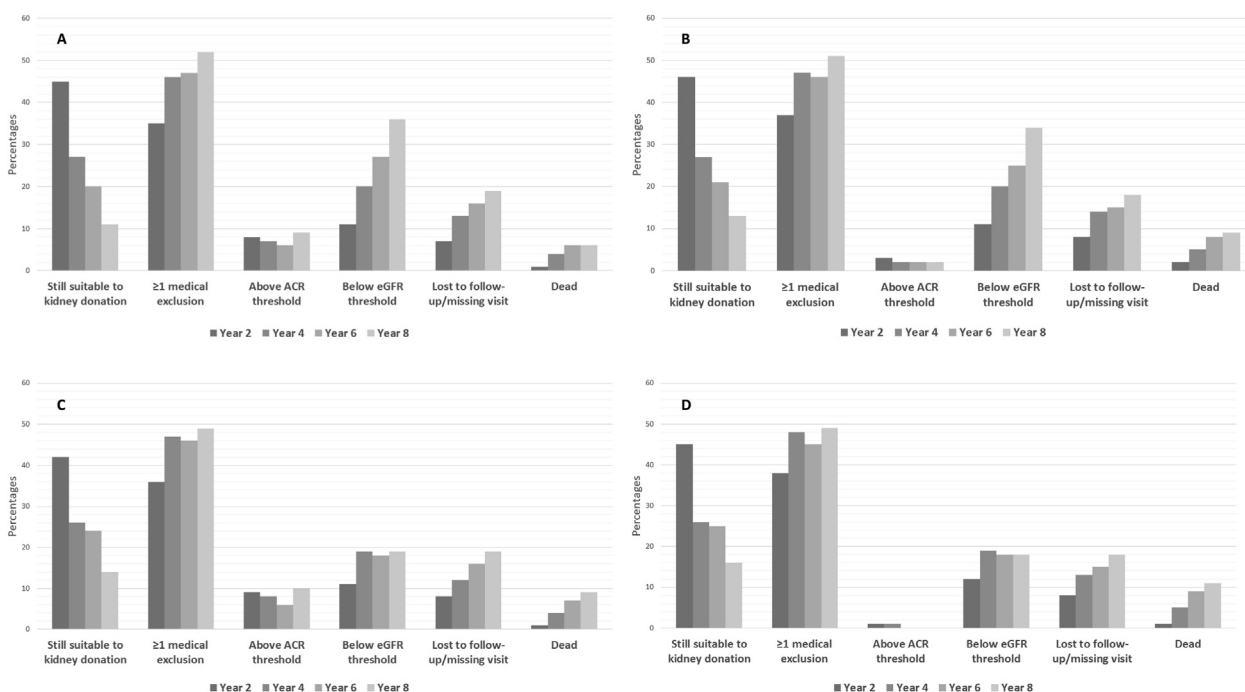 A
Percentages
60
50
40
30
20
10
0
Still suitable to
kidney donation
≥1 medical
exclusion
Above ACR
threshold
Below eGFR
threshold
Lost to follow-
up/missing visit
Dead
Year 2 Year 4 Year 6 Year 8
B
Percentages
60
50
40
30
20
10
0
Still suitable to
kidney donation
≥1 medical
exclusion
Above ACR
threshold
Below eGFR
threshold
Lost to follow-
up/missing visit
Dead
Year 2 Year 4 Year 6 Year 8
C
Percentages
60
50
40
30
20
10
0
Still suitable to
kidney donation
≥1 medical
exclusion
Above ACR
threshold
Below eGFR
threshold
Lost to follow-
up/missing visit
Dead
Year 2 Year 4 Year 6 Year 8
D
Percentages
60
50
40
30
20
10
0
Still suitable to
kidney donation
≥1 medical
exclusion
Above ACR
threshold
Below eGFR
threshold
Lost to follow-
up/missing visit
Dead
Year 2 Year 4 Year 6 Year 8